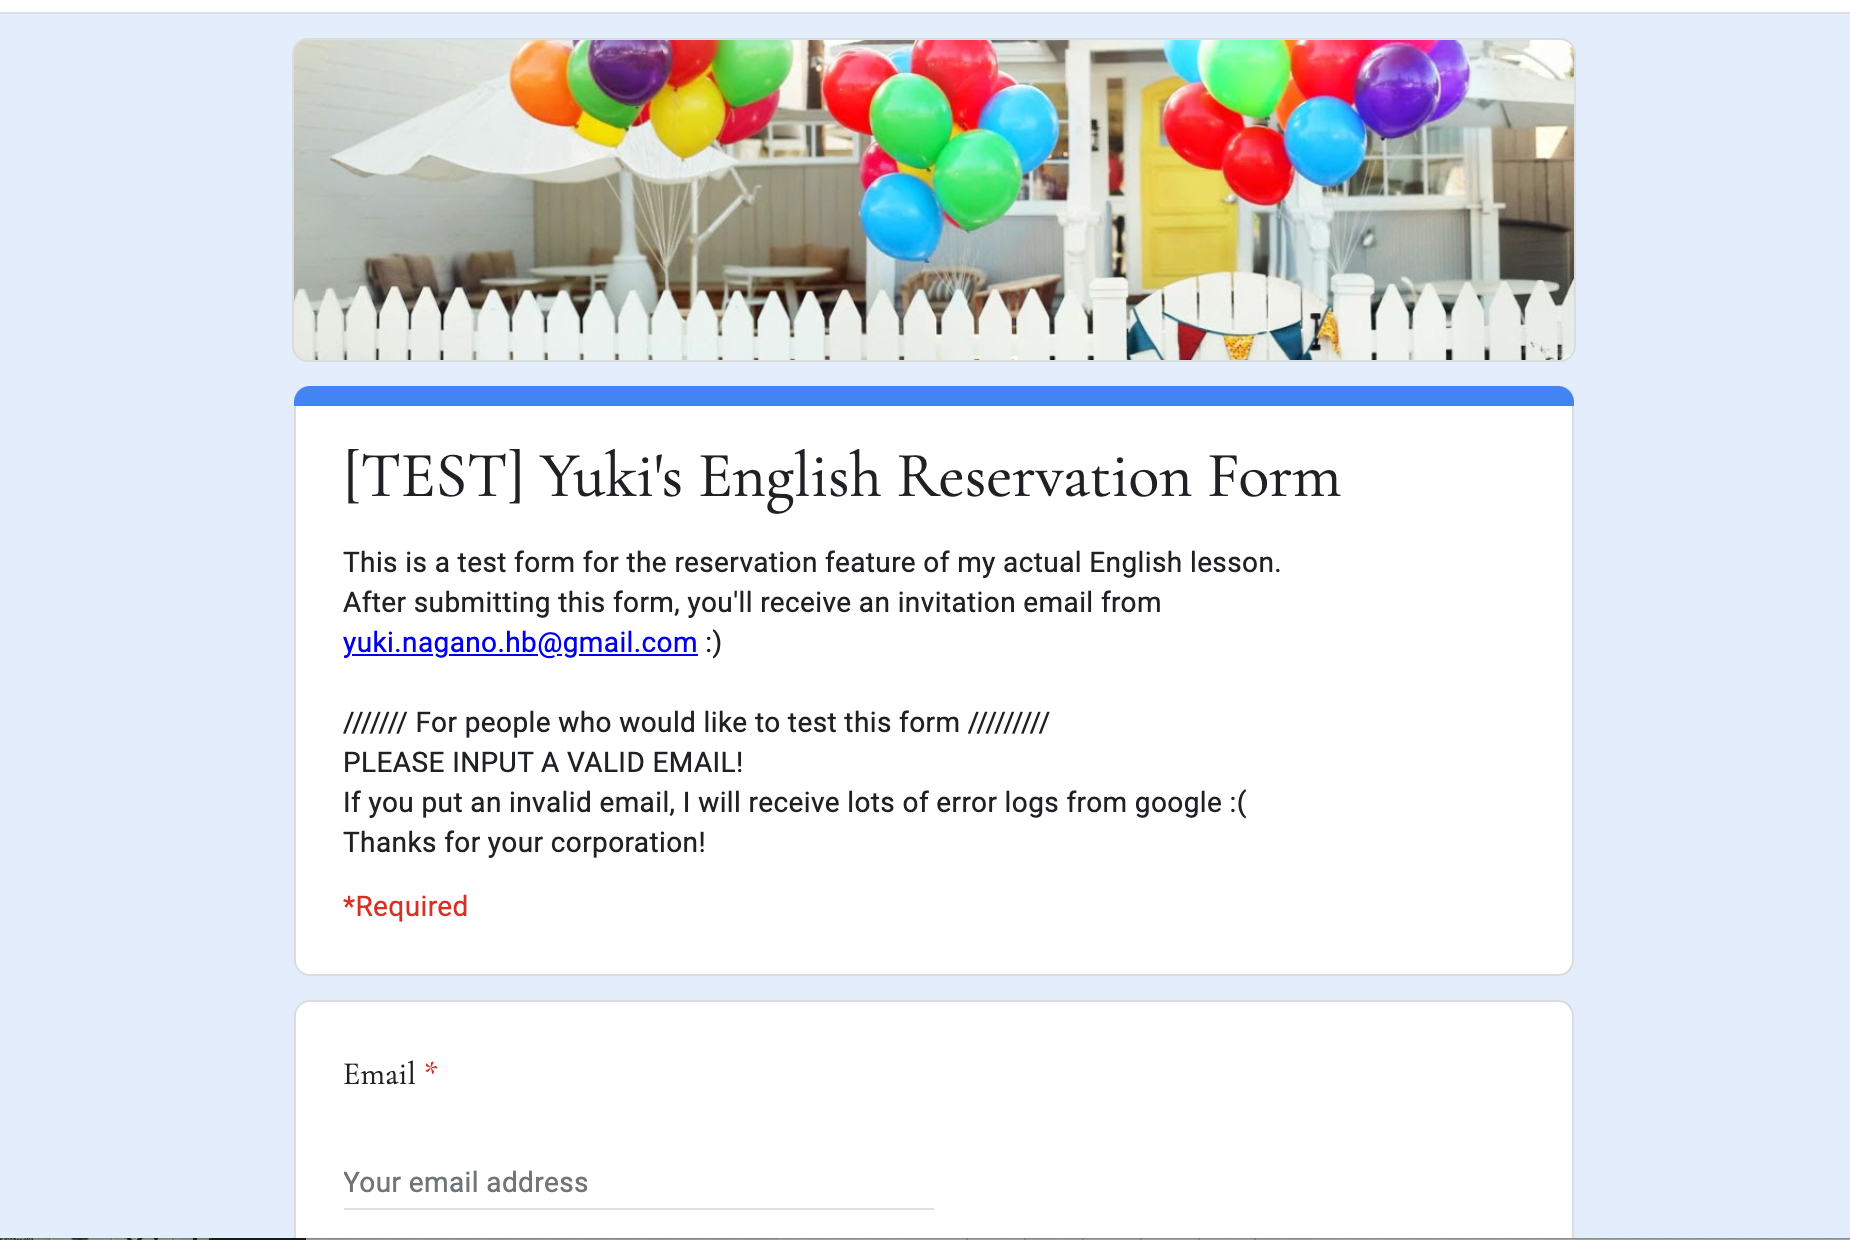 [TEST] Yuki's English Reservation Form
This is a test form for the reservation feature of my actual English lesson.
After submitting this form, you'll receive an invitation email from
yuki.nagano.hb@gmail.com :)
/////// For people who would like to test this form /////////
PLEASE INPUT A VALID EMAIL!
If you put an invalid email, I will receive lots of error logs from google :(
Thanks for your corporation!
*Required
Email *
Your email address